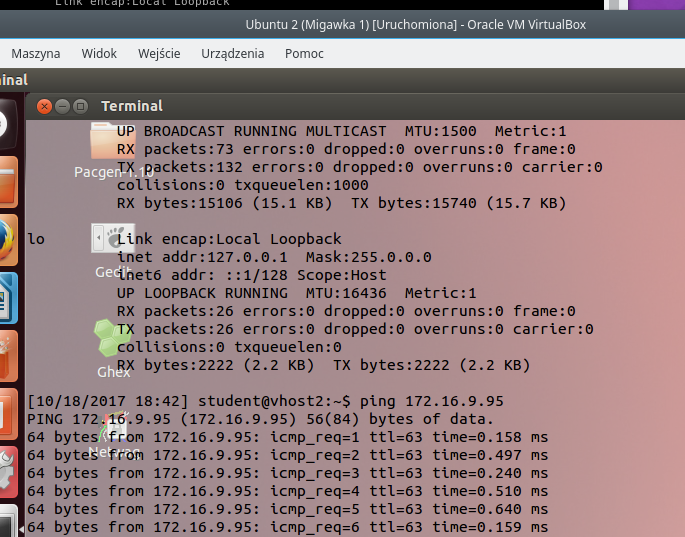 Link encap:Local Loopback
Ubuntu 2 (Migawka 1) [Uruchomiona] - Oracle VM VirtualBox
Maszyna Widok Wejście Urządzenia Pomoc
inal
Terminal
UP BROADCAST RUNNING MULTICAST MTU:1500 Metric:1
RX packets:73 errors:0 dropped:0 overruns:0 frame:0
TX packets:132 errors:0 dropped:0 overruns:0 carrier:0
Pacgen-1.10
collisions:0 txqueuelen:1000
RX bytes:15106 (15.1 KB) TX bytes:15740 (15.7 KB)
lo Link encap:Local Loopback
inet addr:127.0.0.1 Mask:255.0.0.0
Gedit
inet6 addr: ::1/128 Scope:Host
UP LOOPBACK RUNNING MTU:16436 Metric:1
RX packets:26 errors:0 dropped:0 overruns:0 frame:0
TX packets:26 errors:0 dropped:0 overruns:0 carrier:0
collisions:0 txqueuelen:0
RX bytes:2222 (2.2 KB) TX bytes:2222 (2.2 KB)
Ghex
[10/18/2017 18:42] student@vhost2:~$ ping 172.16.9.95
PING 172.16.9.95 (172.16.9.95) 56(84) bytes of data.
64 bytes from 172.16.9.95: icmp_req=1 ttl=63 time=0.158 ms
64 bytes from 172.16.9.95: icmp_req=2 ttl=63 time=0.497 ms
64 bytes from 172.16.9.95: icmp_req=3 ttl=63 time=0.240 ms
64 bytes from 172.16.9.95: icmp_req=4 ttl=63 time=0.510 ms
64 bytes from 172.16.9.95: icmp_req=5 ttl=63 time=0.640 ms
64 bytes from 172.16.9.95: icmp_req=6 ttl=63 time=0.159 ms